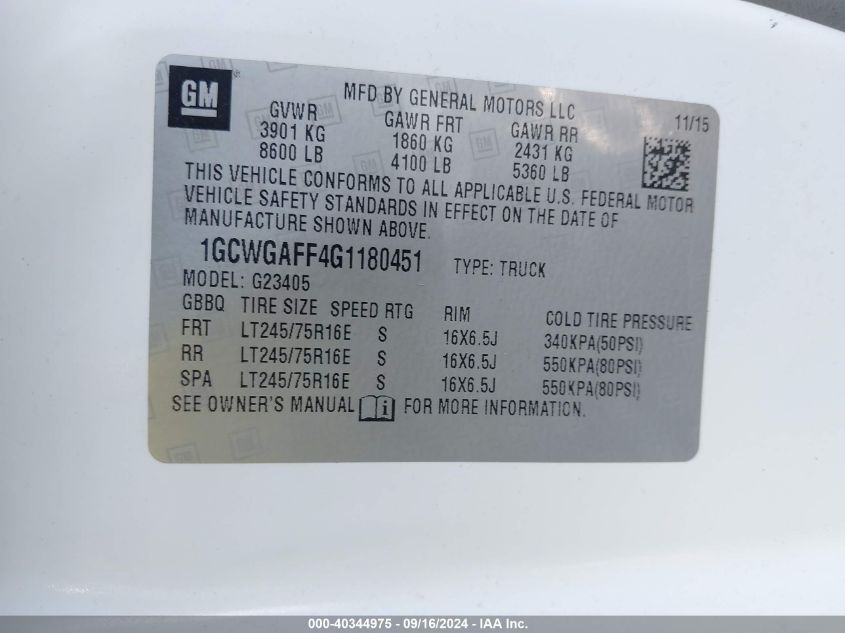 GM
MFD BY GENERAL MOTORS LLC
11/15
GVWR GAWR FRT GAWR RR
3901 KG 1860 KG 2431 KG
8600 LB 4100 LB 5360 LB
THIS VEHICLE CONFORMS TO ALL APPLICABLE U.S. FEDERAL MOTOR
VEHICLE SAFETY STANDARDS IN EFFECT ON THE DATE OF
MANUFACTURE SHOWN ABOVE.
1GCWGAFF4G1180451 TYPE: TRUCK
MODEL: G23405
GBBQ TIRE SIZE SPEED RTG RIM COLD TIRE PRESSURE
FRT LT245/75R16E S 16X6.5J 340KPA(50PSI)
RR LT245/75R16E S 16X6.5J 550KPA(80PSI)
SPA LT245/75R16E S 16X6.5J 550KPA(80PSI)
SEE OWNER'S MANUAL FOR MORE INFORMATION.
000-40344975 - 09/16/2024 - IAA Inc.